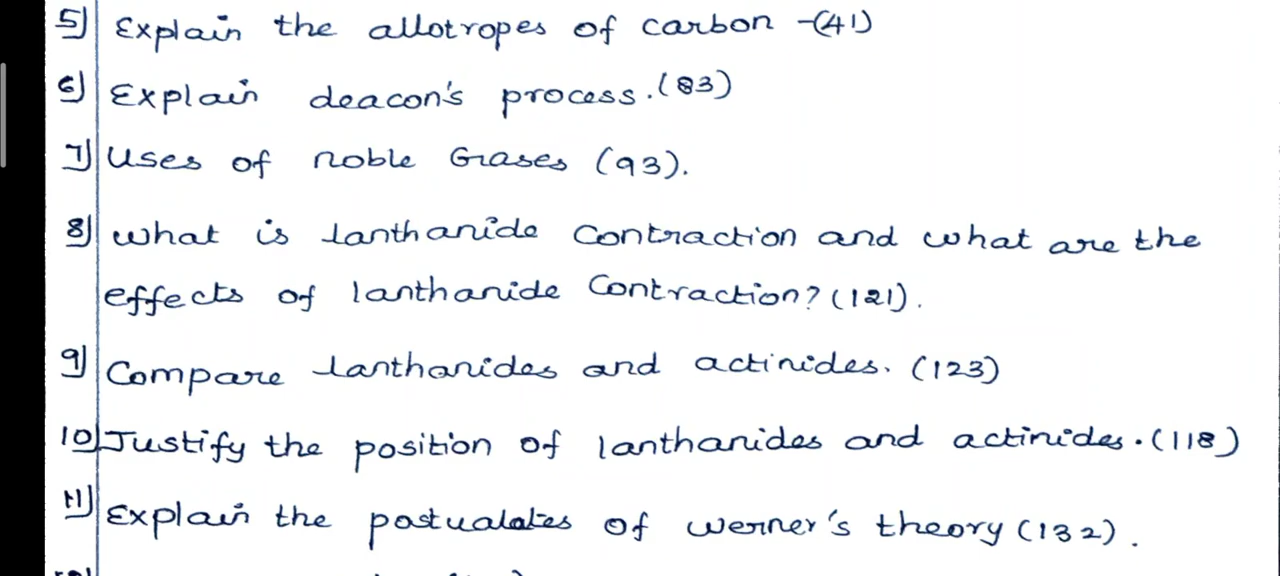 5) Explain the allotropes of carbon -(41)
6) Explain deacon's process. (83)
7) Uses of noble Gases (93).
8) what is lanthanide contraction and what are the
effects of lanthanide contraction? (121).
9) Compare lanthanides and actinides. (123)
10) Justify the position of lanthanides and actinides. (118)
11) Explain the postualates of werner's theory (132).